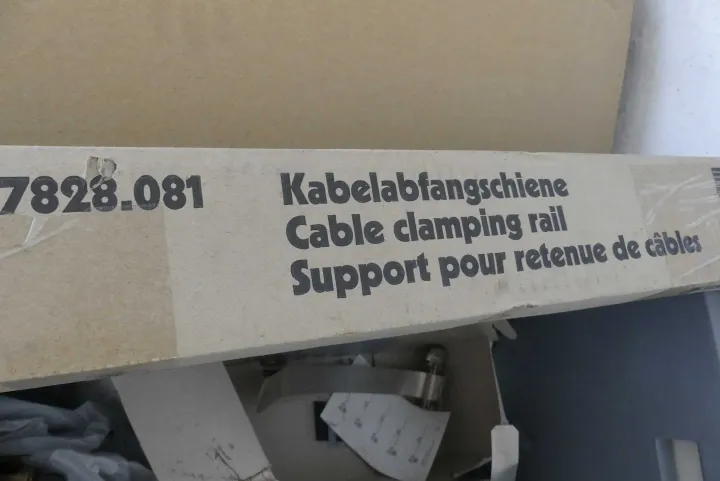 7828.081
Kabelabfangschiene
Cable clamping rail
Support pour retenue de câbles